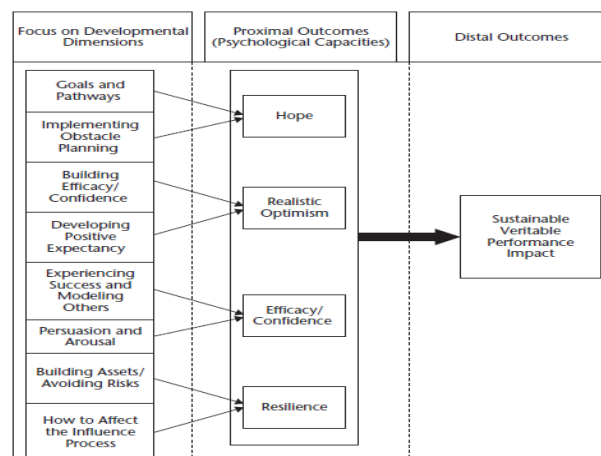 Focus on Developmental
Dimensions
Proximal Outcomes
(Psychological Capacities)
Distal Outcomes
Goals and
Pathways
Implementing
Obstacle
Planning
Building
Efficacy/
Confidence
Developing
Positive
Expectancy
Experiencing
Success and
Modeling
Others
Persuasion and
Arousal
Building Assets/
Avoiding Risks
How to Affect
the Influence
Process
Hope
Realistic
Optimism
Efficacy/
Confidence
Resilience
Sustainable
Veritable
Performance
Impact